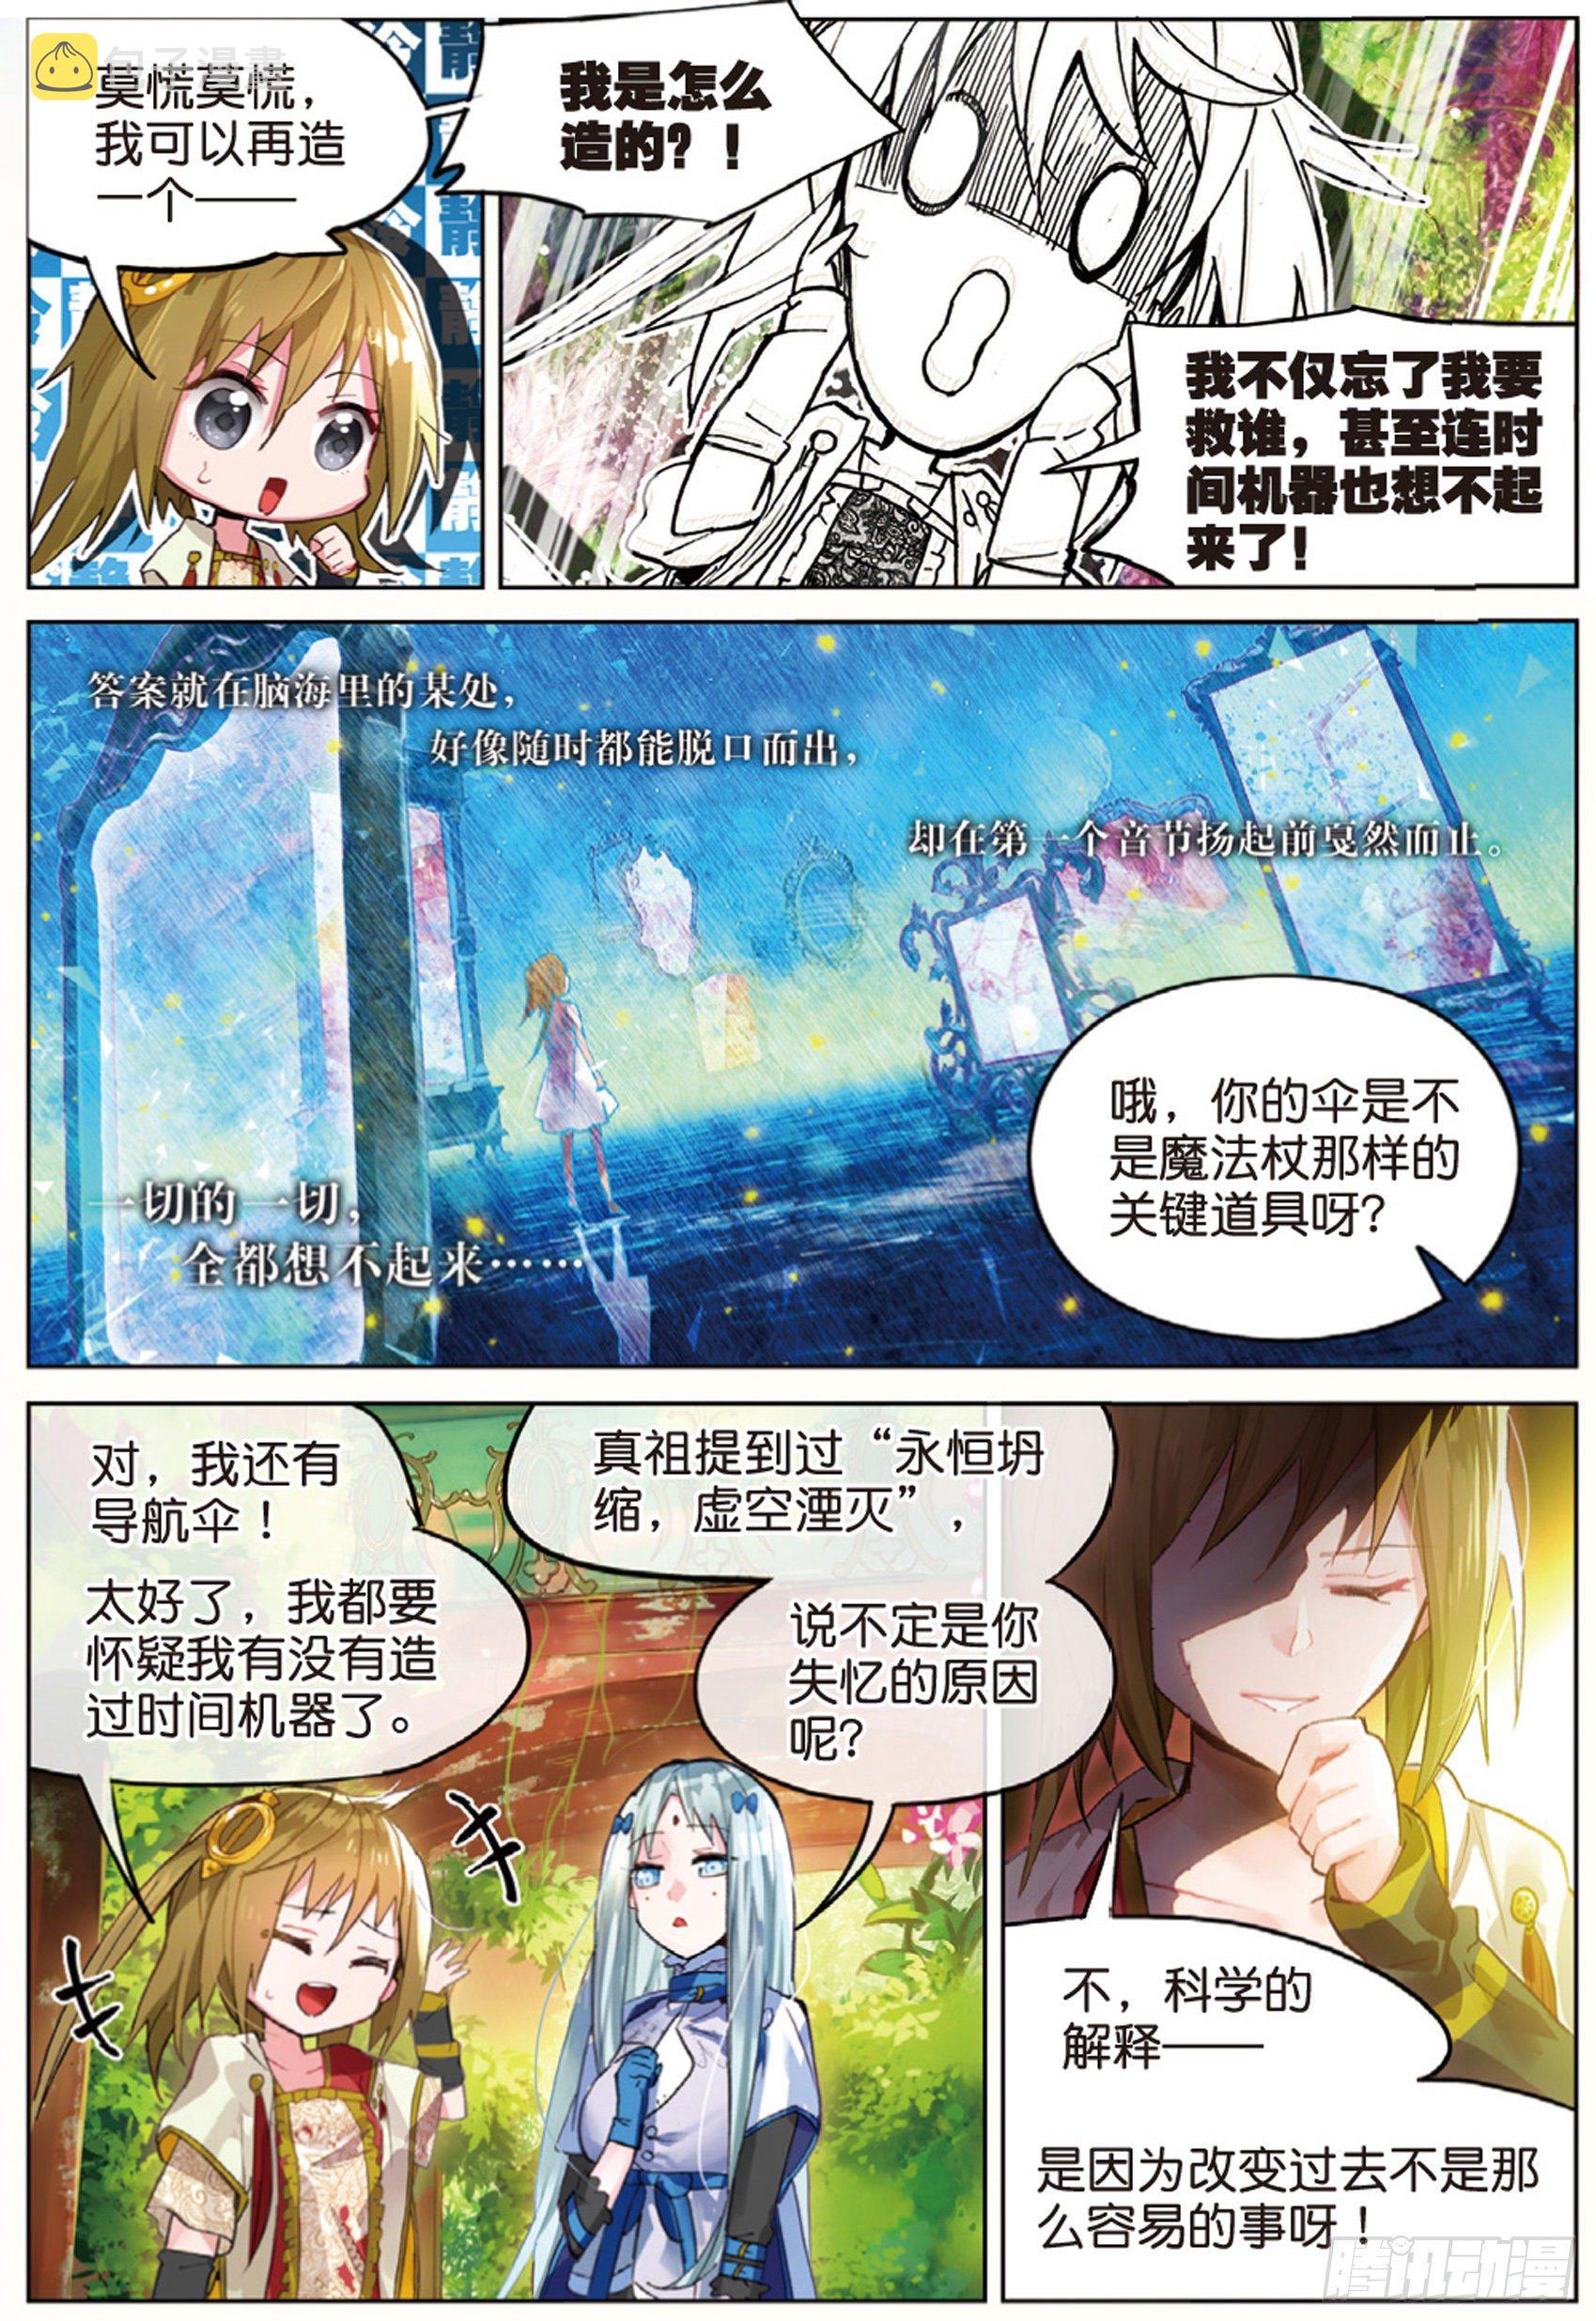 句子漫畫
莫慌莫慌，
我可以再造
一个——
冷静
我是怎么
造的？！
我不仅忘了我要
救谁，甚至连时
间机器也想不起
来了！
答案就在脑海里的某处，
好像随时都能脱口而出，
却在第一个音节扬起前戛然而止。
一切的一切，
全都想不起来……
哦，你的伞是不
是魔法杖那样的
关键道具呀？
对，我还有
导航伞！
太好了，我都要
怀疑我有没有造
过时间机器了。
真祖提到过“永恒坍
缩，虚空湮灭”，
说不定是你
失忆的原因
呢？
不，科学的
解释——
是因为改变过去不是那
么容易的事呀！
腾讯动漫